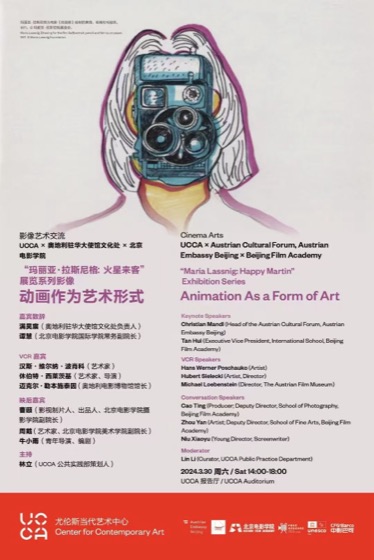 影像艺术交流
UCCA × 奥地利驻华大使馆文化处 × 北京
电影学院
“玛丽亚·拉斯尼格: 火星来客”
展览系列影像
动画作为艺术形式
嘉宾致辞
(奥地利驻华大使馆文化处负责人)
谭慧 (北京电影学院国际学院常务副院长)
VCR 嘉宾
汉斯·维尔纳·波肖科 (艺术家)
休伯特·西莱茨基 (艺术家、导演)
迈克尔·勒本施泰因 (奥地利电影博物馆馆长)
映后嘉宾
曹颋 (影视制片人、出品人,北京电影学院摄
影学院副院长)
周龑 (艺术家,北京电影学院美术学院副院长)
牛小雨 (青年导演、编剧)
主持
林立 (UCCA 公共实践部策划人)
Cinema Arts
UCCA × Austrian Cultural Forum, Austrian
Embassy Beijing × Beijing Film Academy
“Maria Lassnig: Happy Martin”
Exhibition Series
Animation As a Form of Art
Keynote Speakers
Christian Mandl (Head of the Austrian Cultural Forum, Austrian
Embassy Beijing)
Tan Hui (Executive Vice President, International School, Beijing
Film Academy)
VCR Speakers
Hans Werner Poschauko (Artist)
Hubert Sielecki (Artist, Director)
Michael Loebenstein (Director, The Austrian Film Museum)
Conversation Speakers
Cao Ting (Producer; Deputy Director, School of Photography,
Beijing Film Academy)
Zhou Yan (Artist; Deputy Director, School of Fine Arts, Beijing Film
Academy)
Niu Xiaoyu (Young Director, Screenwriter)
Moderator
Lin Li (Curator, UCCA Public Practice Department)
2024.3.30 周六 / Sat 14:00-18:00
UCCA 报告厅 / UCCA Auditorium
UCCA
尤伦斯当代艺术中心
Center for Contemporary Art
北京电影学院
unesco
中影巴可